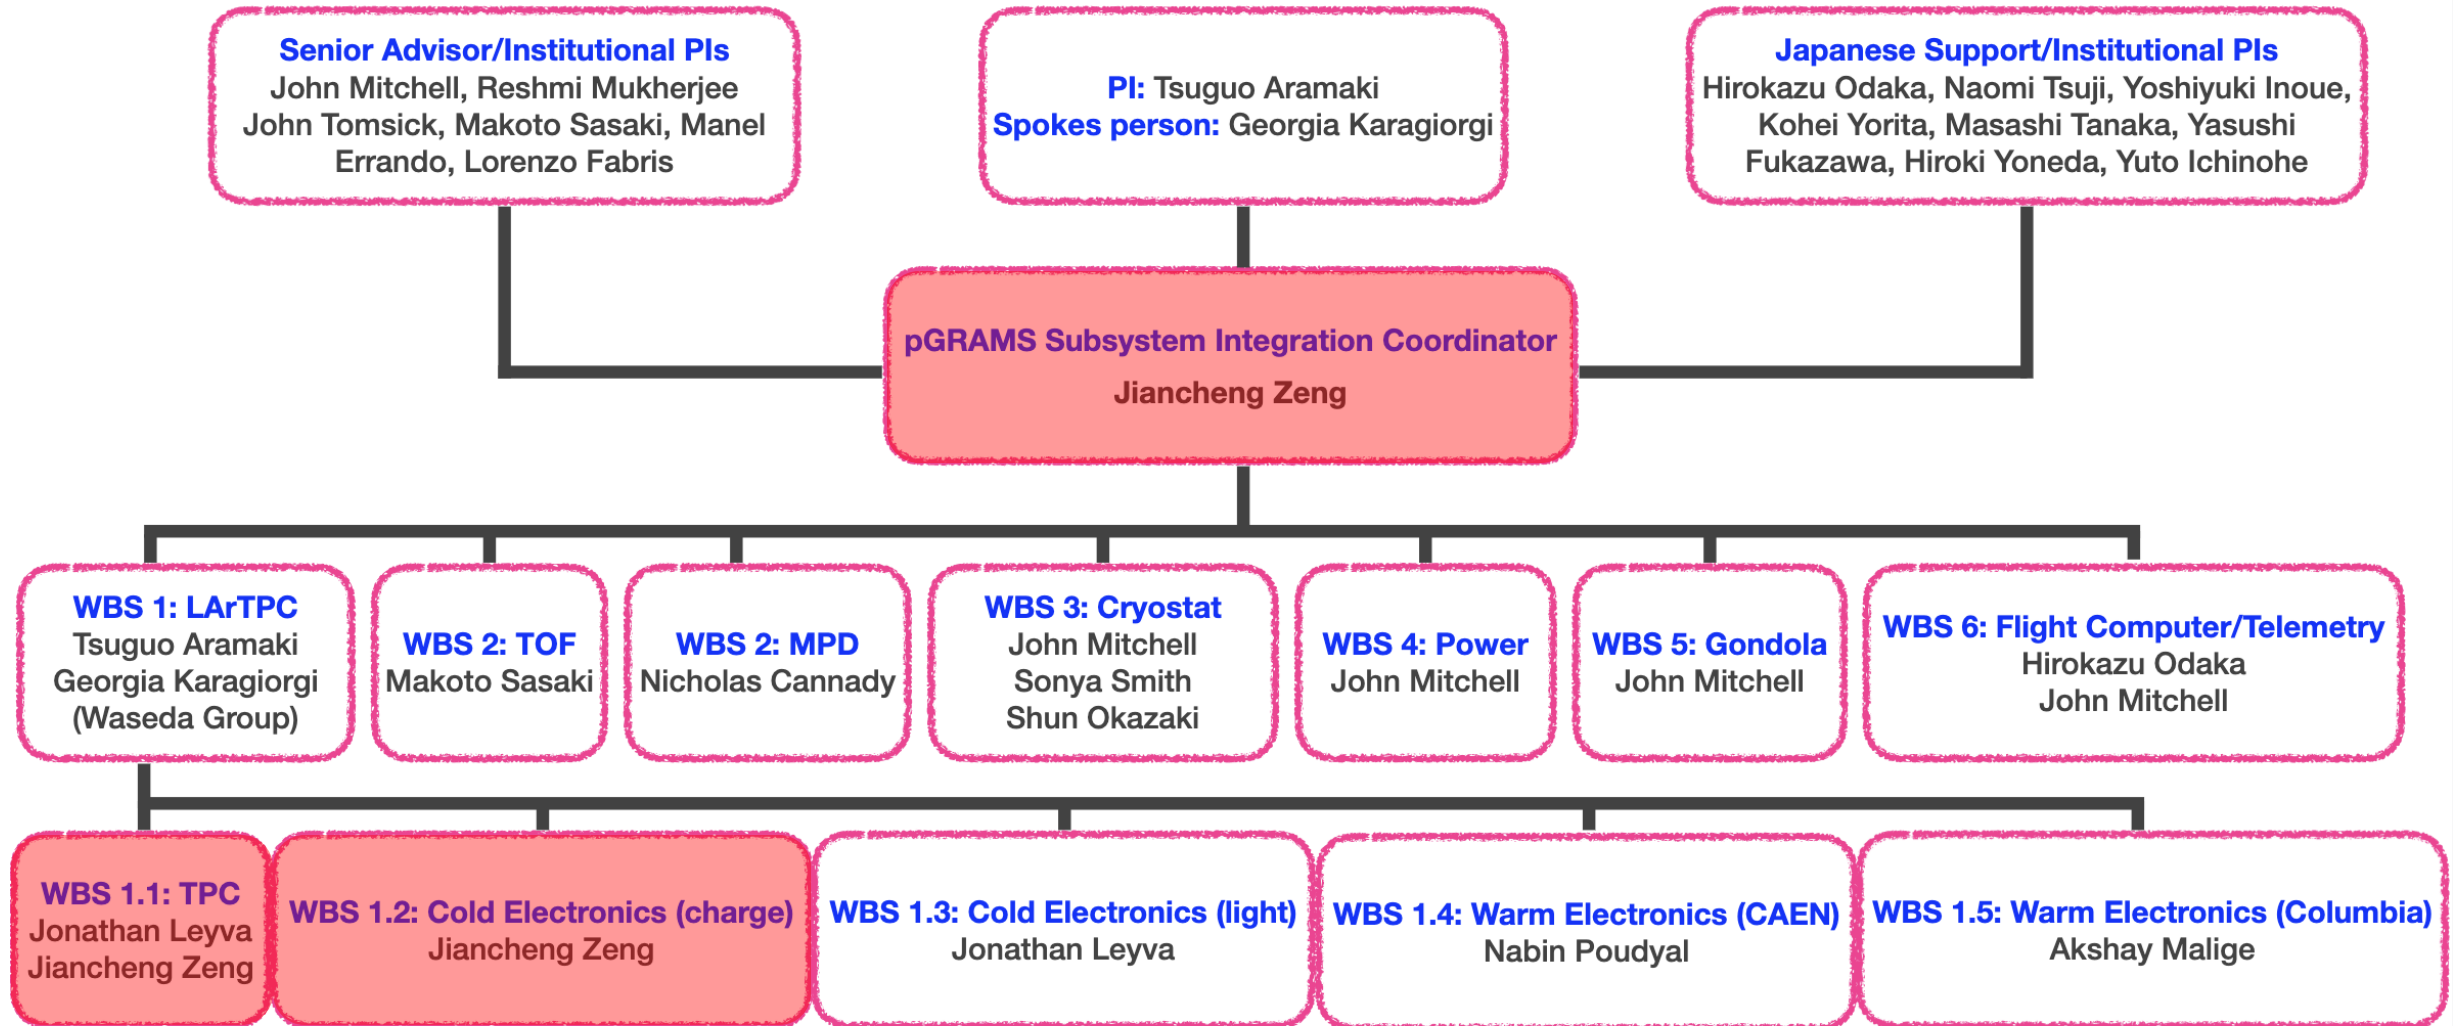 Senior Advisor/Institutional PIs
John Mitchell, Reshmi Mukherjee
John Tomsick, Makoto Sasaki, Manel
Errando, Lorenzo Fabris
PI: Tsuguo Aramaki
Spokes person: Georgia Karagiorgi
Japanese Support/Institutional PIs
Hirokazu Odaka, Naomi Tsuji, Yoshiyuki Inoue,
Kohei Yorita, Masashi Tanaka, Yasushi
Fukazawa, Hiroki Yoneda, Yuto Ichinohe
pGRAMS Subsystem Integration Coordinator
Jiancheng Zeng
WBS 1: LArTPC
Tsuguo Aramaki
Georgia Karagiorgi
(Waseda Group)
WBS 2: TOF
Makoto Sasaki
WBS 2: MPD
Nicholas Cannady
WBS 3: Cryostat
John Mitchell
Sonya Smith
Shun Okazaki
WBS 4: Power
John Mitchell
WBS 5: Gondola
John Mitchell
WBS 6: Flight Computer/Telemetry
Hirokazu Odaka
John Mitchell
WBS 1.1: TPC
Jonathan Leyva
Jiancheng Zeng
WBS 1.2: Cold Electronics (charge)
Jiancheng Zeng
WBS 1.3: Cold Electronics (light)
Jonathan Leyva
WBS 1.4: Warm Electronics (CAEN)
Nabin Poudyal
WBS 1.5: Warm Electronics (Columbia)
Akshay Malige